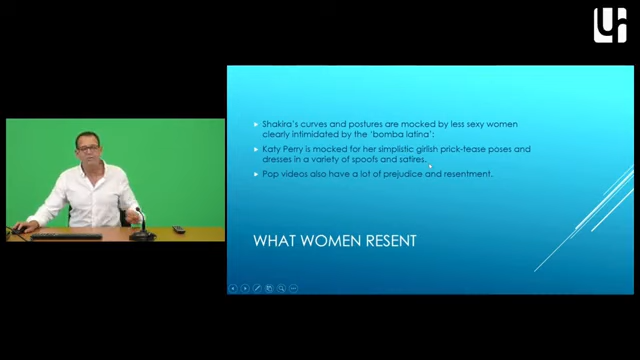 Shakira's curves and postures are mocked by less sexy women
clearly intimidated by the 'bomba latina';
Katy Perry is mocked for her simplistic girlish prick-tease poses and
dresses in a variety of spoofs and satires.
Pop videos also have a lot of prejudice and resentment.
WHAT WOMEN RESENT